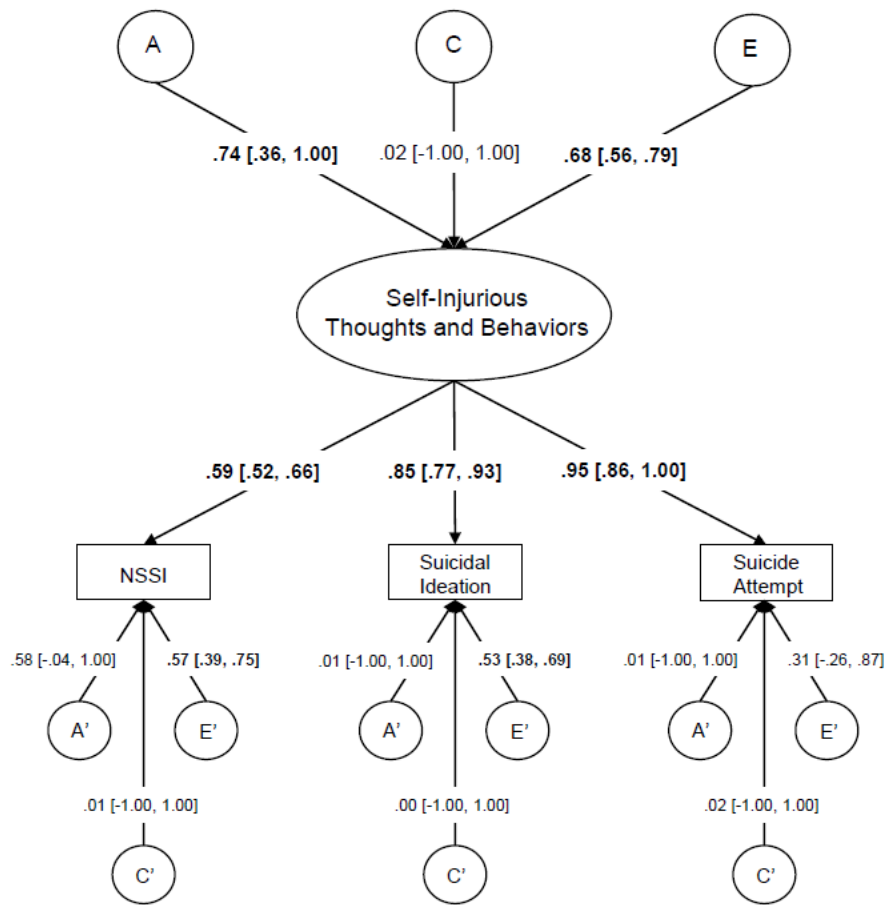 A
C
E
.74 [.36, 1.00]
.02 [-1.00, 1.00]
.68 [.56, .79]
Self-Injurious
Thoughts and Behaviors
.59 [.52, .66]
.85 [.77, .93]
.95 [.86, 1.00]
NSSI
Suicidal
Ideation
Suicide
Attempt
.58 [-.04, 1.00]
.57 [.39, .75]
.01 [-1.00, 1.00]
.53 [.38, .69]
.01 [-1.00, 1.00]
.31 [-.26, .87]
A’
E’
A’
E’
A’
E’
.01 [-1.00, 1.00]
.00 [-1.00, 1.00]
.02 [-1.00, 1.00]
C’
C’
C’